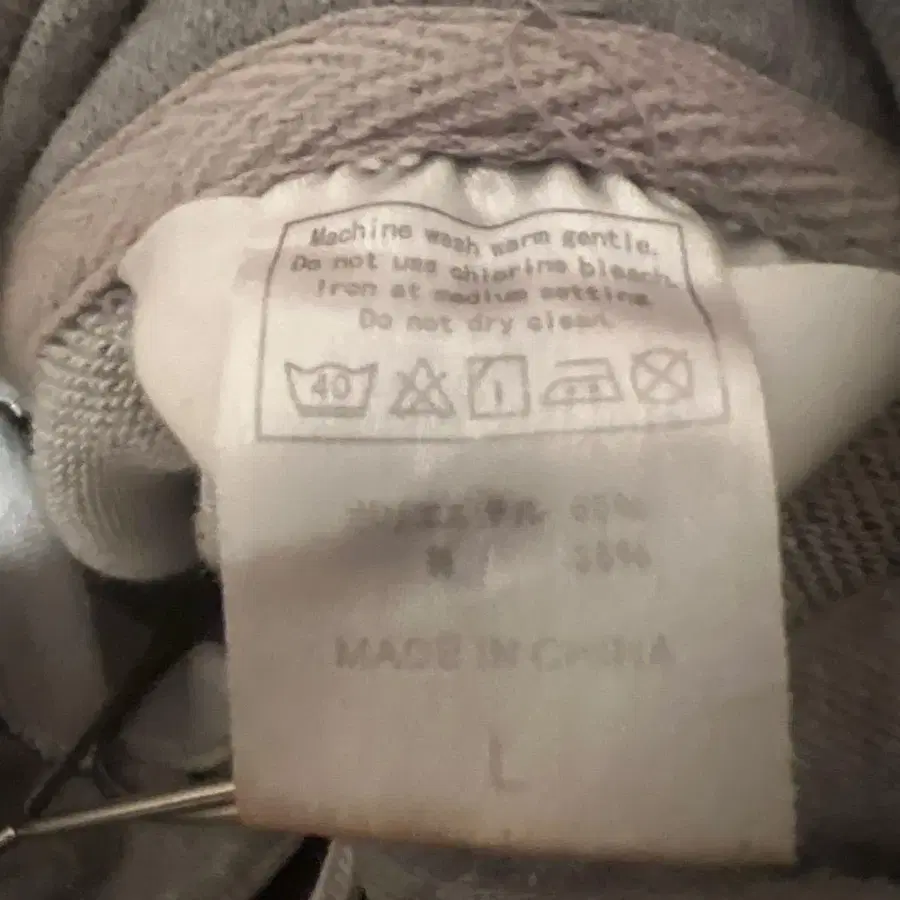 Machine wash warm gentle.
Do not use chlorine bleach.
Iron at medium setting
Do not dry clean.
40
MADE IN CHINA
L